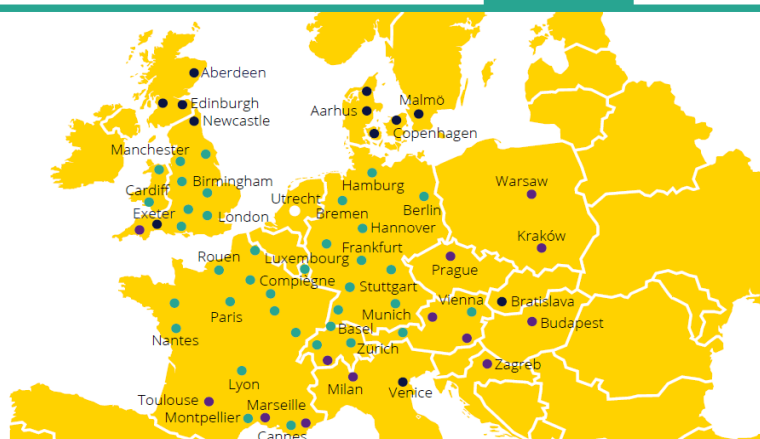 Aberdeen
Edinburgh
Newcastle
Aarhus
Malmö
Copenhagen
Manchester
Birmingham
Cardiff
Exeter
London
Utrecht
Hamburg
Bremen
Berlin
Hannover
Warsaw
Kraków
Rouen
Luxembourg
Frankfurt
Prague
Compiègne
Stuttgart
Paris
Munich
Vienna
Bratislava
Budapest
Nantes
Basel
Zürich
Zagreb
Lyon
Milan
Venice
Toulouse
Marseille
Montpellier
Cannes